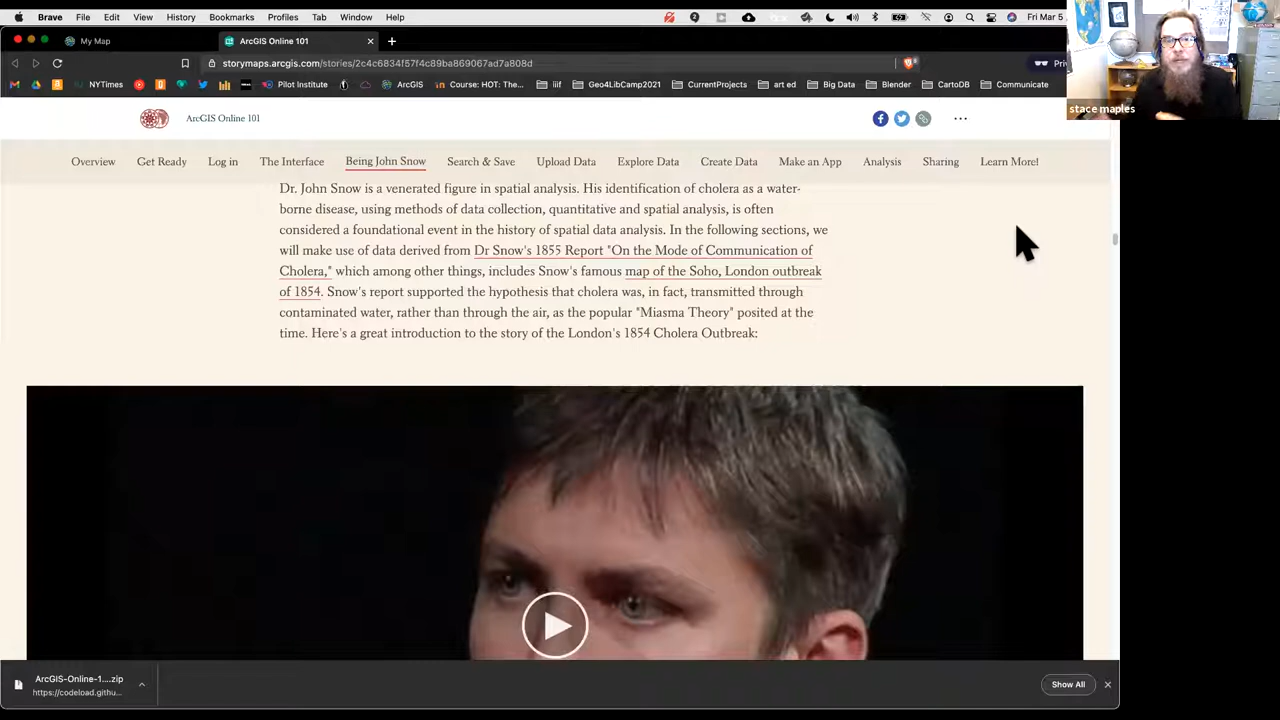 Brave File Edit View History Bookmarks Profiles Tab Window Help Fri Mar 5
My Map ArcGIS Online 101
storymaps.arcgis.com/stories/2c4c6834f57f4c89ba869067ad7a808d
NYTimes Pilot Institute ArcGIS Course: HOT: The... iiif Geo4LibCamp2021 CurrentProjects art ed Big Data Blender CartoDB Communicate
stace maples
ArcGIS Online 101
Overview Get Ready Log in The Interface Being John Snow Search & Save Upload Data Explore Data Create Data Make an App Analysis Sharing Learn More!
Dr. John Snow is a venerated figure in spatial analysis. His identification of cholera as a water-
borne disease, using methods of data collection, quantitative and spatial analysis, is often
considered a foundational event in the history of spatial data analysis. In the following sections, we
will make use of data derived from Dr Snow's 1855 Report "On the Mode of Communication of
Cholera," which among other things, includes Snow's famous map of the Soho, London outbreak
of 1854. Snow's report supported the hypothesis that cholera was, in fact, transmitted through
contaminated water, rather than through the air, as the popular "Miasma Theory" posited at the
time. Here's a great introduction to the story of the London's 1854 Cholera Outbreak:
ArcGIS-Online-1....zip
https://codeload.githu...
Show All